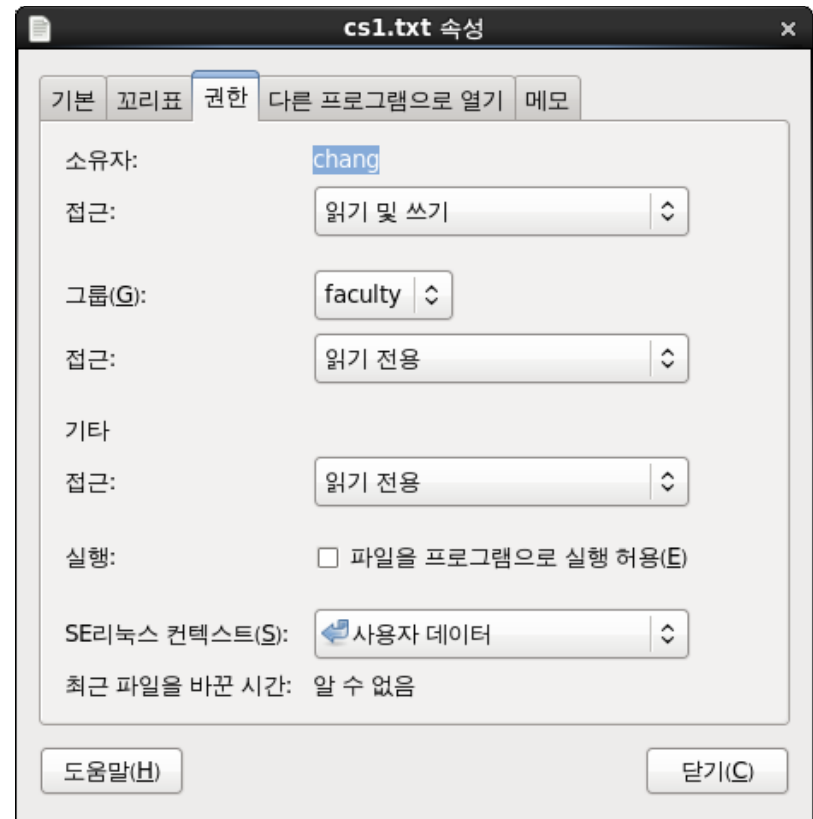 cs1.txt 속성
기본 꼬리표 권한 다른 프로그램으로 열기 메모
소유자: chang
접근: 읽기 및 쓰기
그룹(G): faculty
접근: 읽기 전용
기타
접근: 읽기 전용
실행: 파일을 프로그램으로 실행 허용(E)
SE리눅스 컨텍스트(S): 사용자 데이터
최근 파일을 바꾼 시간: 알 수 없음
도움말(H) 닫기(C)